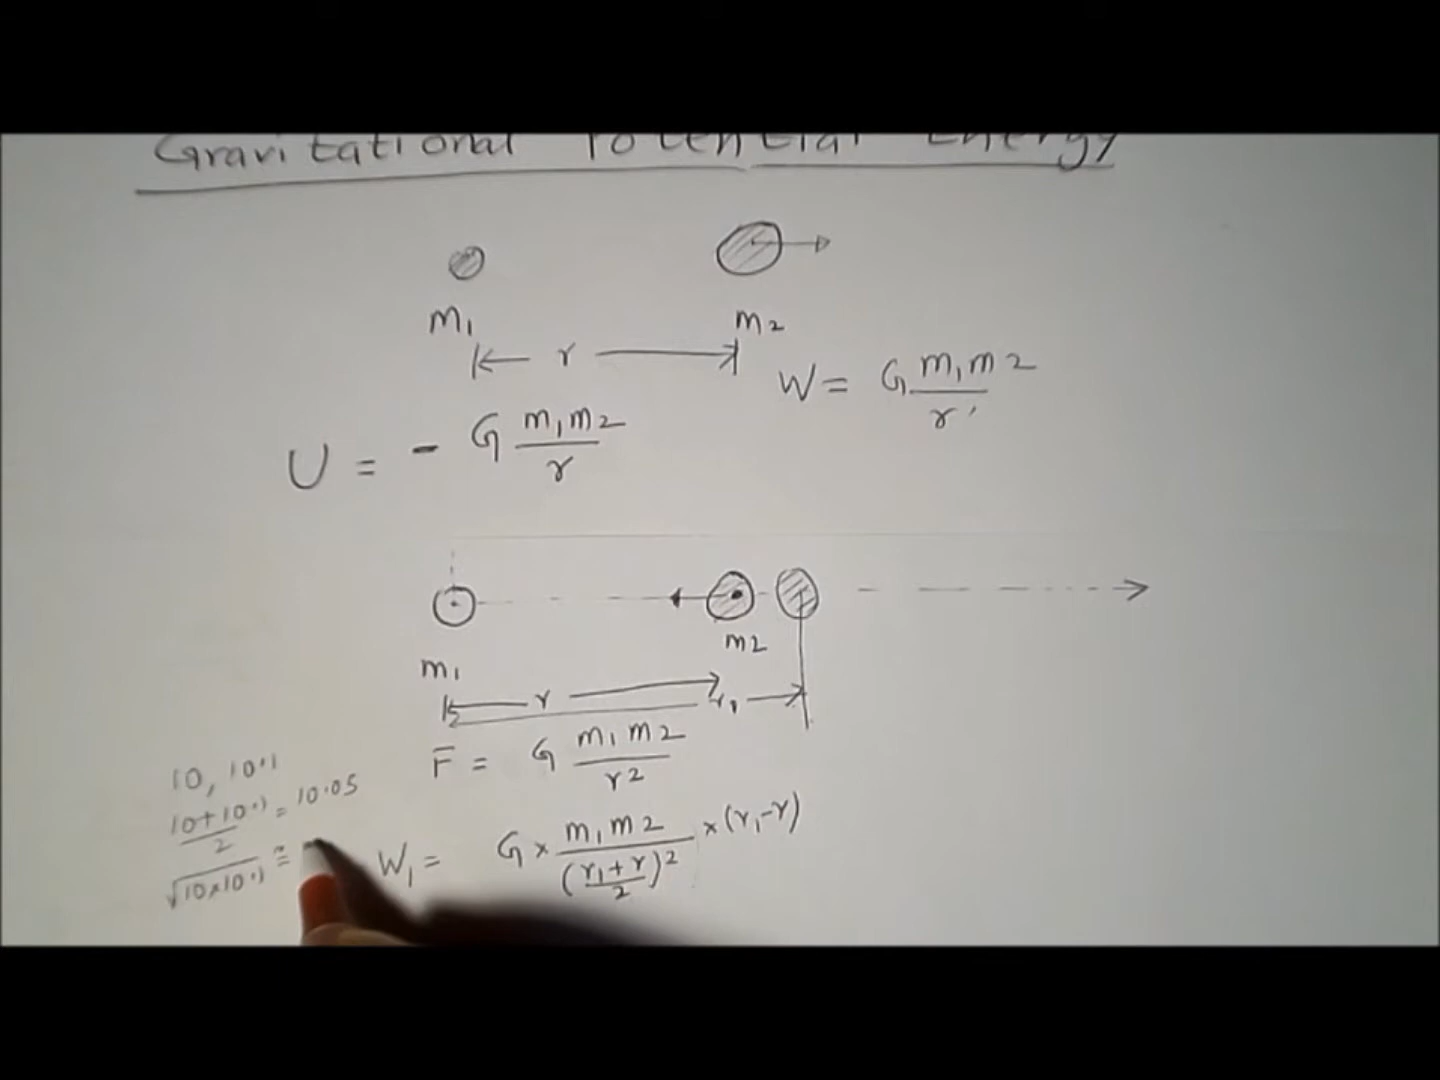 Gravitational Potential Energy
m₁ m₂
r
W = G m₁m₂/r
U = - G m₁m₂/r
m₂
m₁
r r₁
F = G m₁m₂/r²
10, 10.1
(10+10.1)/2 = 10.05
√(10×10.1) ≅
W₁ = G × m₁m₂/((r₁+r)/2)² × (r₁-r)